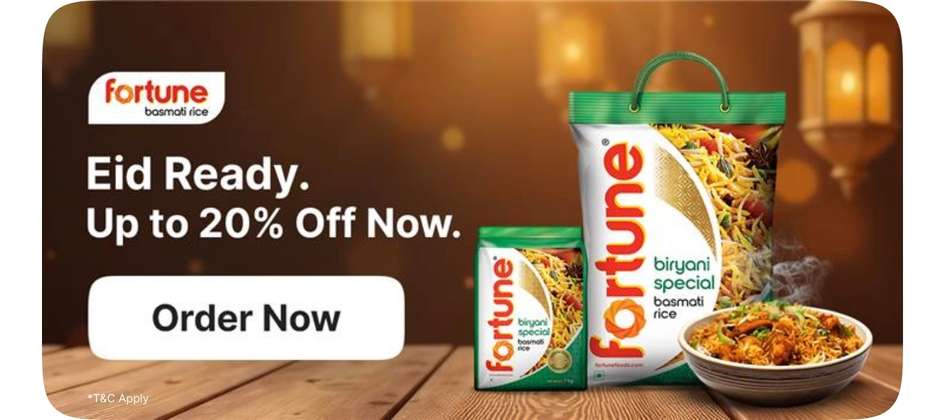 fortune
basmati rice
Eid Ready.
Up to 20% Off Now.
Order Now
*T&C Apply
fortune
biryani
special
basmati
rice
fortune®
biryani
special
basmati
rice
fortunefoods.com